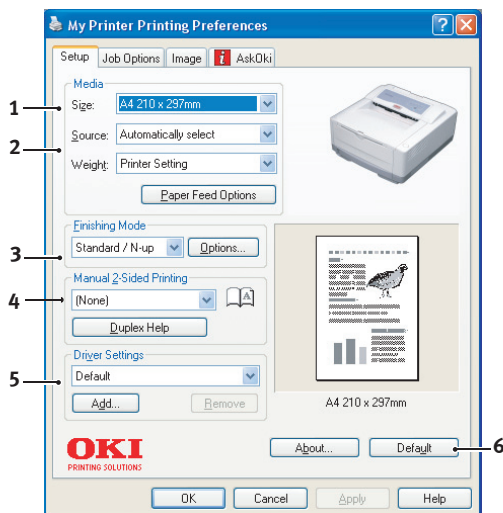 My Printer Printing Preferences
Setup Job Options Image i AskOki
Media
1
Size: A4 210 x 297mm
2
Source: Automatically select
Weight: Printer Setting
Paper Feed Options
Finishing Mode
3
Standard / N-up Options...
Manual 2-Sided Printing
4
(None) A
Duplex Help
Driver Settings
5
Default
Add... Remove
A4 210 x 297mm
OKI
PRINTING SOLUTIONS
About... Default
6
OK Cancel Apply Help